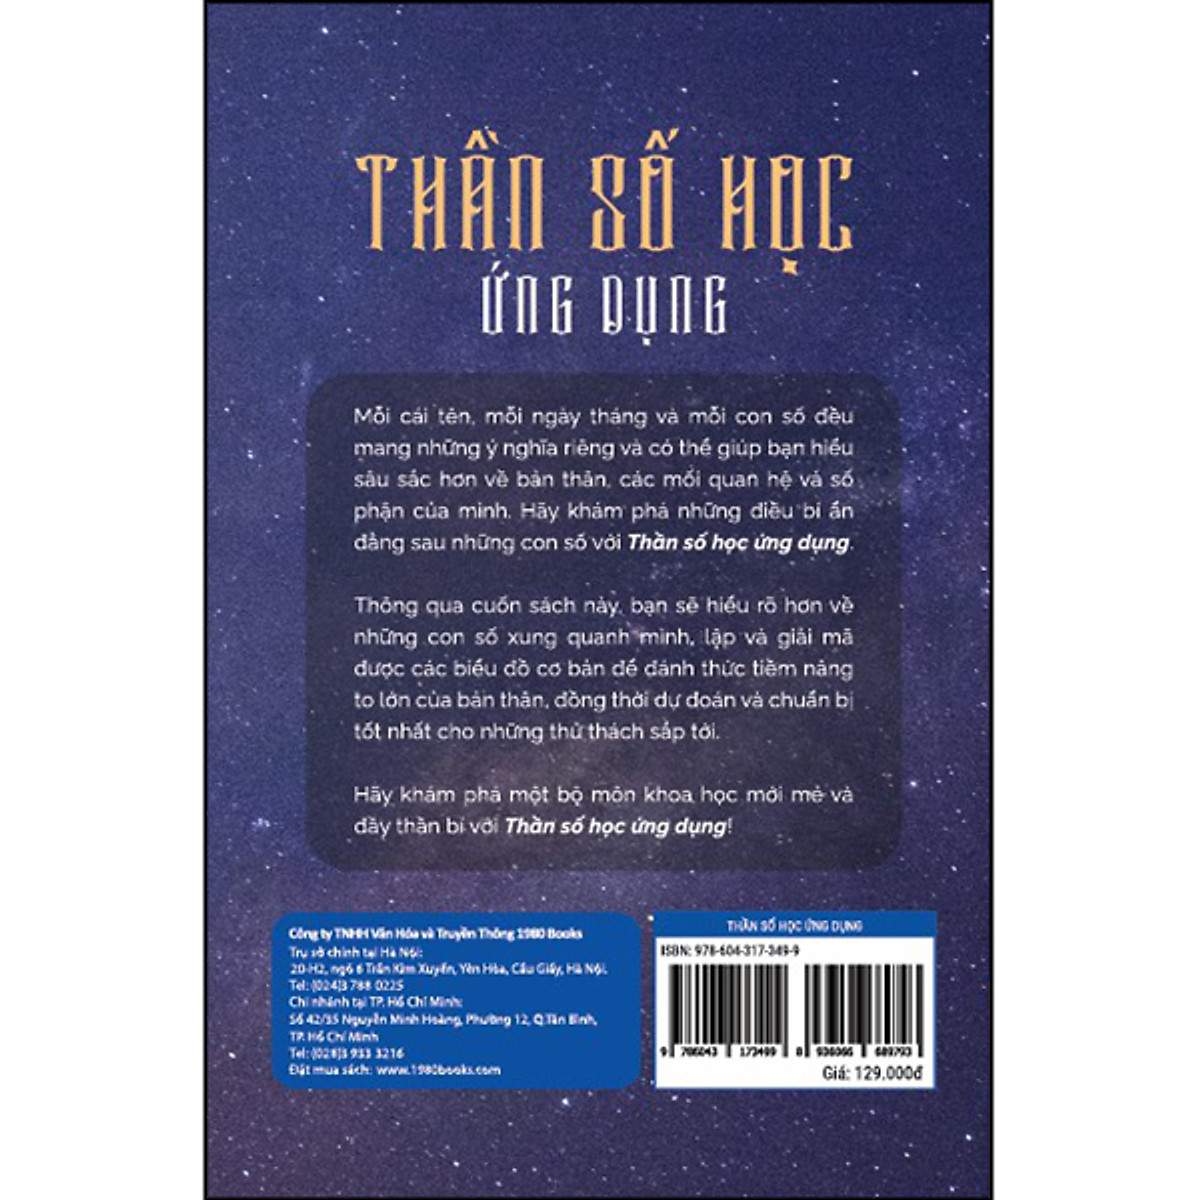 THẦN SỐ HỌC
ỨNG DỤNG
Mỗi cái tên, mỗi ngày tháng và mỗi con số đều
mang những ý nghĩa riêng và có thể giúp bạn hiểu
sâu sắc hơn về bản thân, các mối quan hệ và số
phận của mình. Hãy khám phá những điều bí ẩn
đằng sau những con số với Thần số học ứng dụng.
Thông qua cuốn sách này, bạn sẽ hiểu rõ hơn về
những con số xung quanh mình, lập và giải mã
được các biểu đồ cơ bản để đánh thức tiềm năng
to lớn của bản thân, đồng thời dự đoán và chuẩn bị
tốt nhất cho những thử thách sắp tới.
Hãy khám phá một bộ môn khoa học mới mẻ và
đầy thần bí với Thần số học ứng dụng!
Công ty TNHH Văn Hóa và Truyền Thông 1980 Books
Trụ sở chính tại Hà Nội:
20-H2, ngõ 6 Trần Kim Xuyến, Yên Hòa, Cầu Giấy, Hà Nội.
Tel: (024)3 788 0225
Chi nhánh tại TP. Hồ Chí Minh:
Số 42/35 Nguyễn Minh Hoàng, Phường 12, Q.Tân Bình,
TP. Hồ Chí Minh
Tel: (028)3 933 3216
Đặt mua sách: www.1980books.com
THẦN SỐ HỌC ỨNG DỤNG
ISBN: 978-604-317-349-9
9 786043 173499 8 936066 689793
Giá: 129,000đ